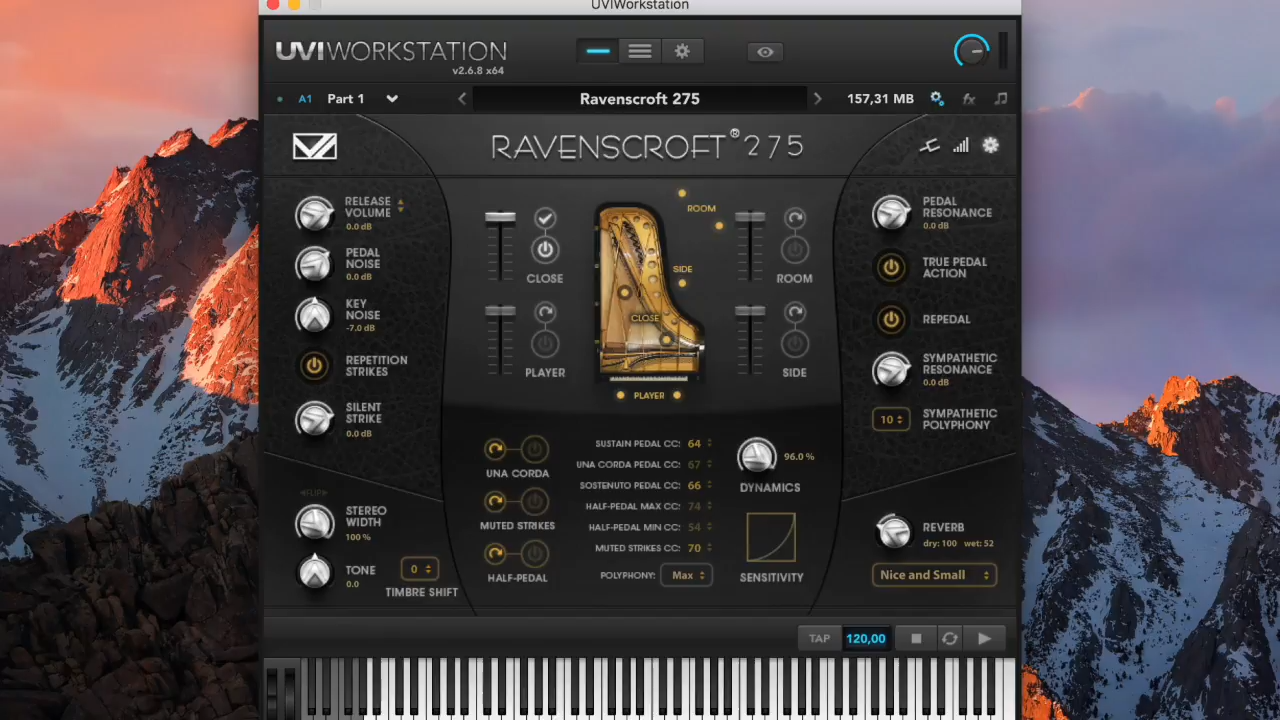 UVIWorkstation
UVIWORKSTATION
v2.6.8 x64
A1 Part 1
Ravenscroft 275
157,31 MB
fx
RAVENSCROFT® 275
RELEASE
VOLUME
0.0 dB
PEDAL
NOISE
0.0 dB
KEY
NOISE
-7.0 dB
REPETITION
STRIKES
SILENT
STRIKE
0.0 dB
◄FLIP►
STEREO
WIDTH
100 %
TONE
0.0
0
TIMBRE SHIFT
CLOSE
PLAYER
ROOM
SIDE
CLOSE
PLAYER
ROOM
SIDE
UNA CORDA
MUTED STRIKES
HALF-PEDAL
SUSTAIN PEDAL CC: 64
UNA CORDA PEDAL CC: 67
SOSTENUTO PEDAL CC: 66
HALF-PEDAL MAX CC: 74
HALF-PEDAL MIN CC: 54
MUTED STRIKES CC: 70
POLYPHONY: Max
96.0 %
DYNAMICS
SENSITIVITY
PEDAL
RESONANCE
0.0 dB
TRUE PEDAL
ACTION
REPEDAL
SYMPATHETIC
RESONANCE
0.0 dB
10
SYMPATHETIC
POLYPHONY
REVERB
dry: 100 wet: 52
Nice and Small
TAP 120,00